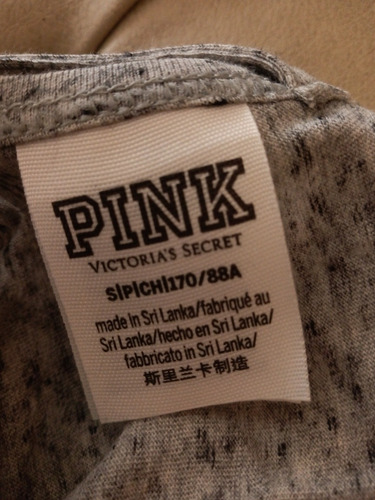 PINK
VICTORIA'S SECRET
S|P|CH|170/88A
made in Sri Lanka/fabriqué au
Sri Lanka/hecho en Sri Lanka/
fabbricato in Sri Lanka/
斯里兰卡制造